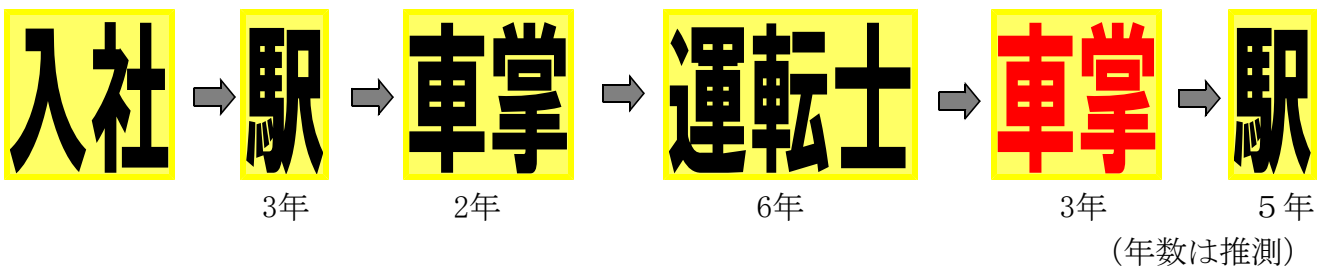 入社 駅 車掌 運転士 車掌 駅
3年 2年 6年 3年 5年
(年数は推測)